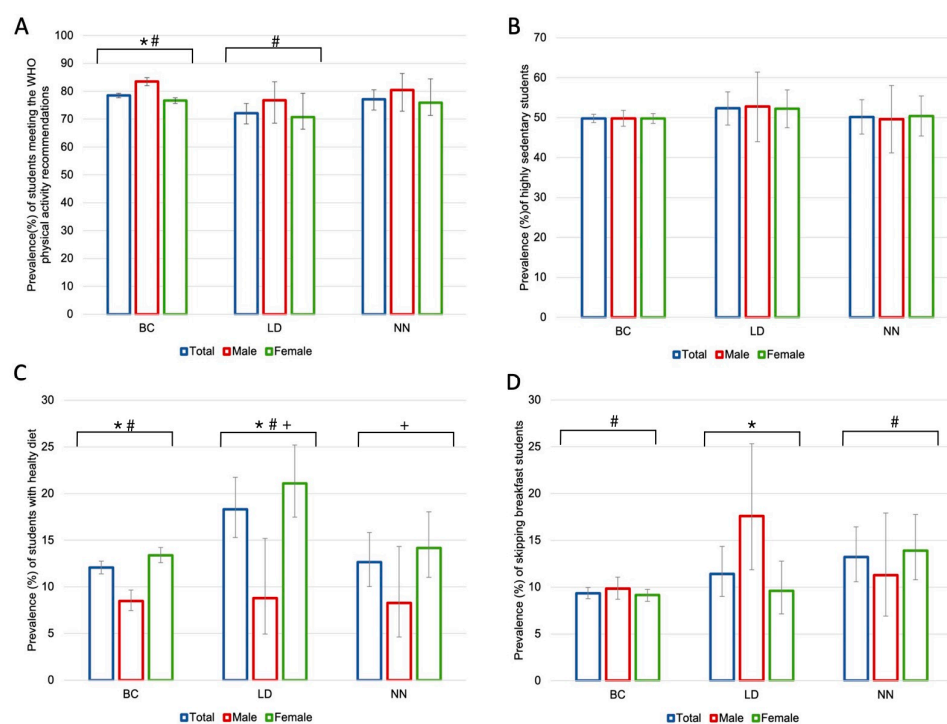 A
Prevalence(%) of students meeting the WHO
physical activity recommendations
100
90
80
70
60
50
40
30
20
10
0
* #
#
BC
LD
NN
Total
Male
Female
B
Prevalence (%)of highly sedentary students
70
60
50
40
30
20
10
0
BC
LD
NN
Total
Male
Female
C
Prevalence (%) of students with healty diet
30
25
20
15
10
5
0
* #
* # +
+
BC
LD
NN
Total
Male
Female
D
Prevalence (%) of skipping breakfast students
30
25
20
15
10
5
0
#
*
#
BC
LD
NN
Total
Male
Female